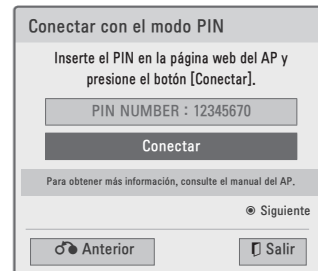 Conectar con el modo PIN
Inserte el PIN en la página web del AP y
presione el botón [Conectar].
PIN NUMBER : 12345670
Conectar
Para obtener más información, consulte el manual del AP.
◉ Siguiente
Anterior
Salir